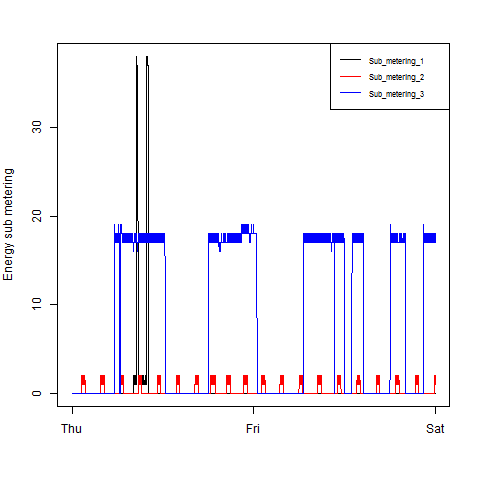 Sub_metering_1
Sub_metering_2
Sub_metering_3
Energy sub metering
30
20
10
0
Thu Fri Sat